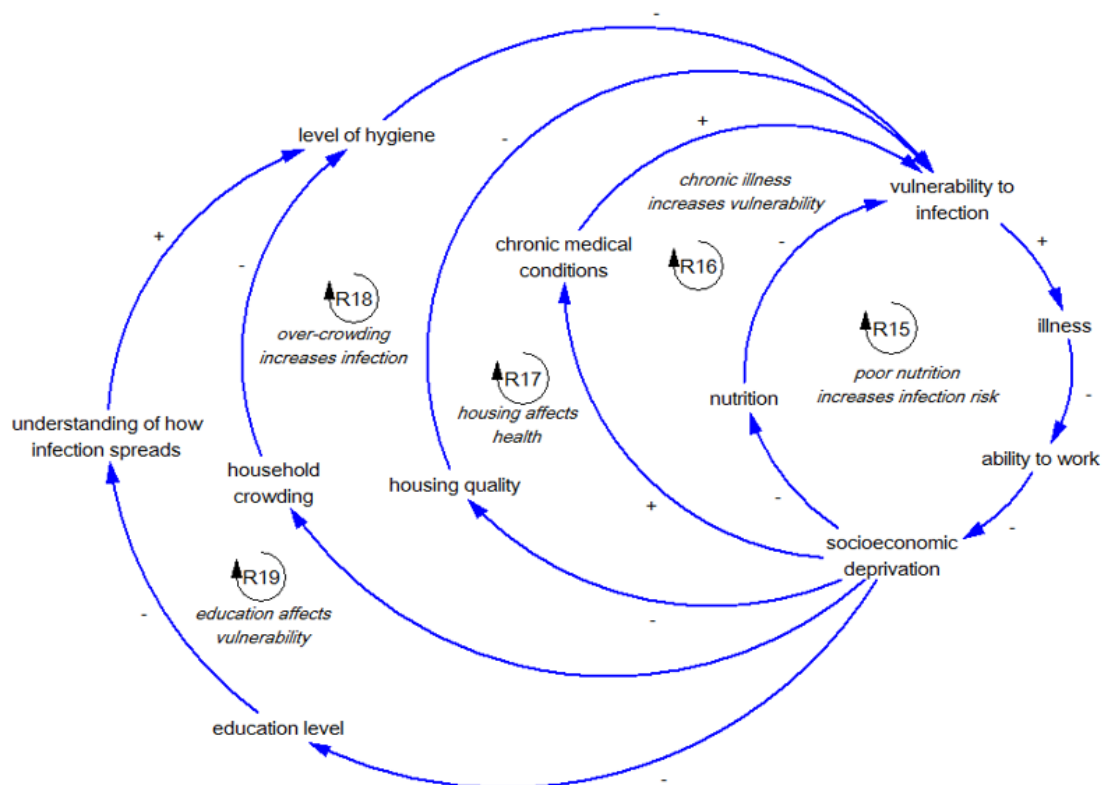 -
level of hygiene
-
+
chronic illness
increases vulnerability
vulnerability to
infection
+
-
chronic medical
conditions
-
+
-
R16
R18
over-crowding
increases infection
illness
R15
poor nutrition
increases infection risk
R17
housing affects
health
nutrition
-
understanding of how
infection spreads
household
crowding
housing quality
ability to work
-
+
-
socioeconomic
deprivation
R19
education affects
vulnerability
-
-
education level
-